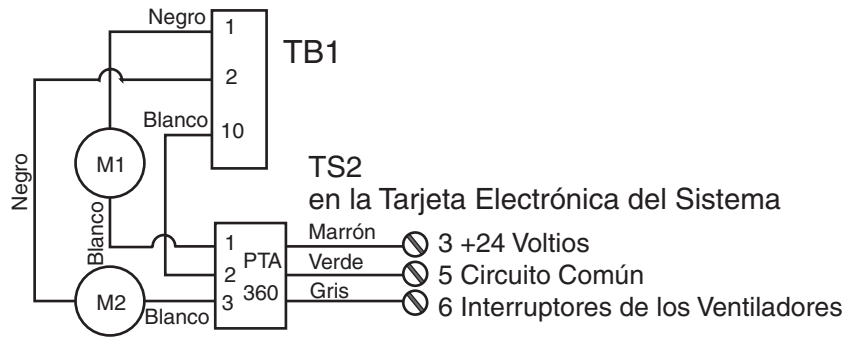 Negro
1
TB1
2
Blanco
10
M1
Negro
TS2
en la Tarjeta Electrónica del Sistema
Blanco
1
PTA
360
2
3
Marrón
3 +24 Voltios
Verde
5 Circuito Común
Gris
6 Interruptores de los Ventiladores
M2
Blanco